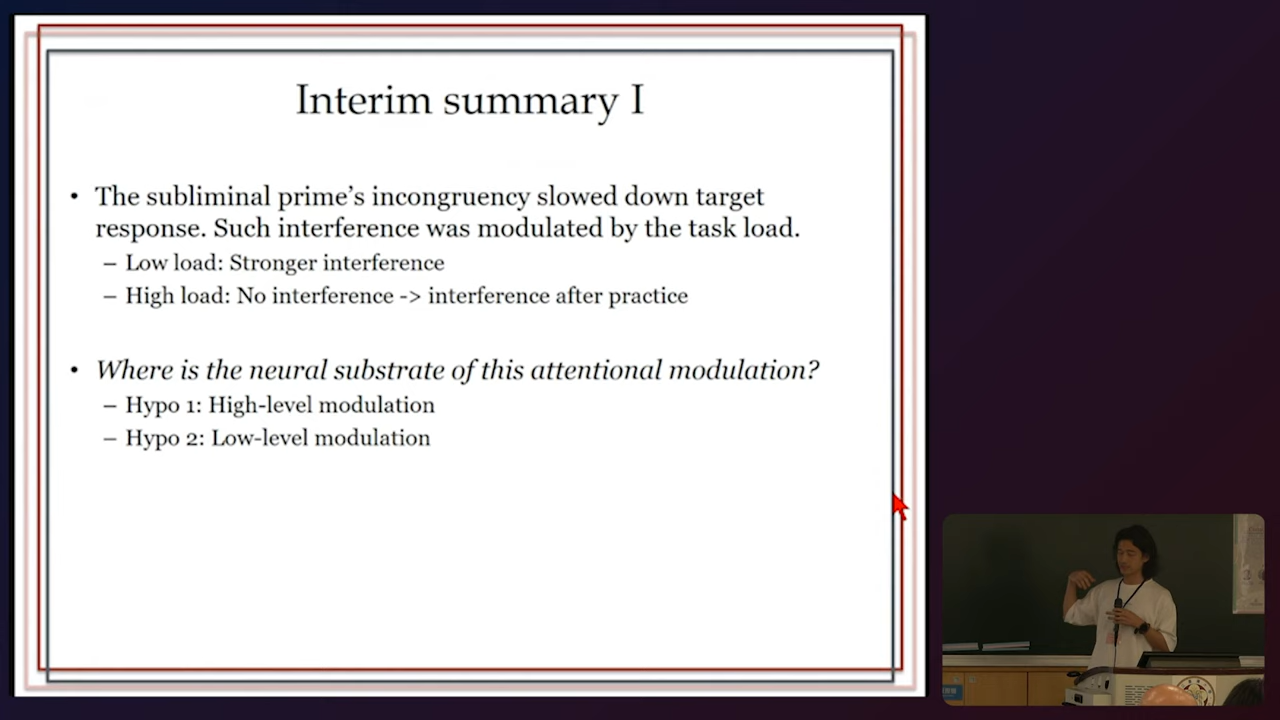 Interim summary I
• The subliminal prime's incongruency slowed down target
response. Such interference was modulated by the task load.
– Low load: Stronger interference
– High load: No interference -> interference after practice
• Where is the neural substrate of this attentional modulation?
– Hypo 1: High-level modulation
– Hypo 2: Low-level modulation